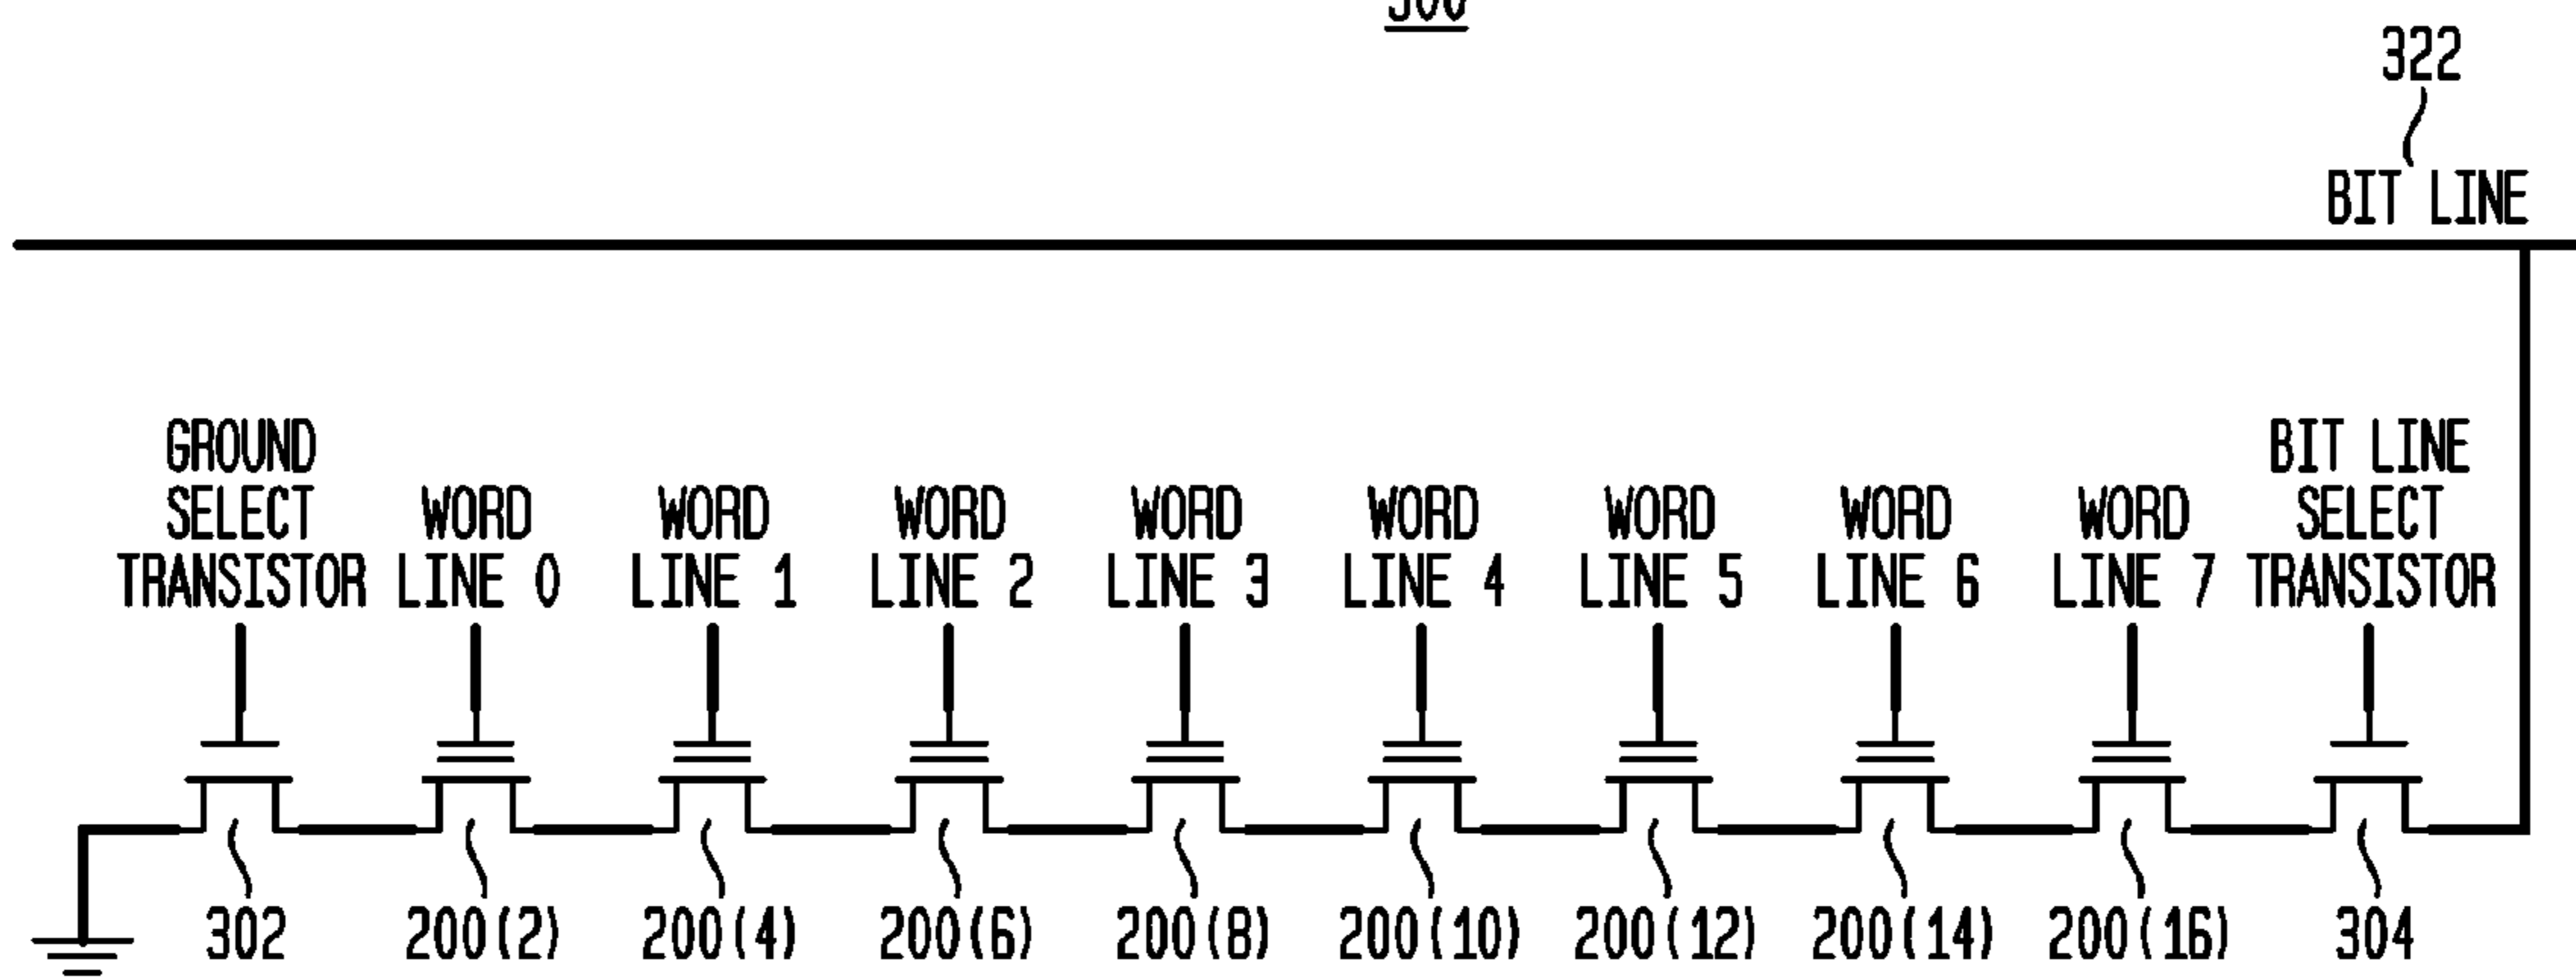 300
322
BIT LINE
GROUND SELECT TRANSISTOR
WORD LINE 0
WORD LINE 1
WORD LINE 2
WORD LINE 3
WORD LINE 4
WORD LINE 5
WORD LINE 6
WORD LINE 7
BIT LINE SELECT TRANSISTOR
302
200(2)
200(4)
200(6)
200(8)
200(10)
200(12)
200(14)
200(16)
304